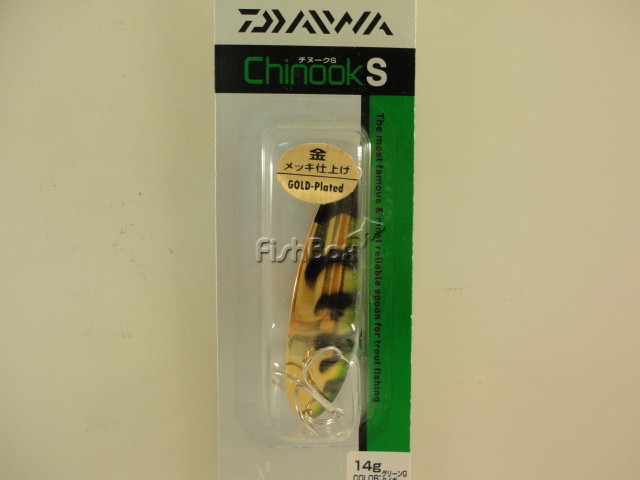 DAIWA
チヌークS
Chinook S
金
メッキ仕上げ
GOLD-Plated
The most famous & most reliable spoon for trout fishing
FishBox
14g
COLOR グリーンG